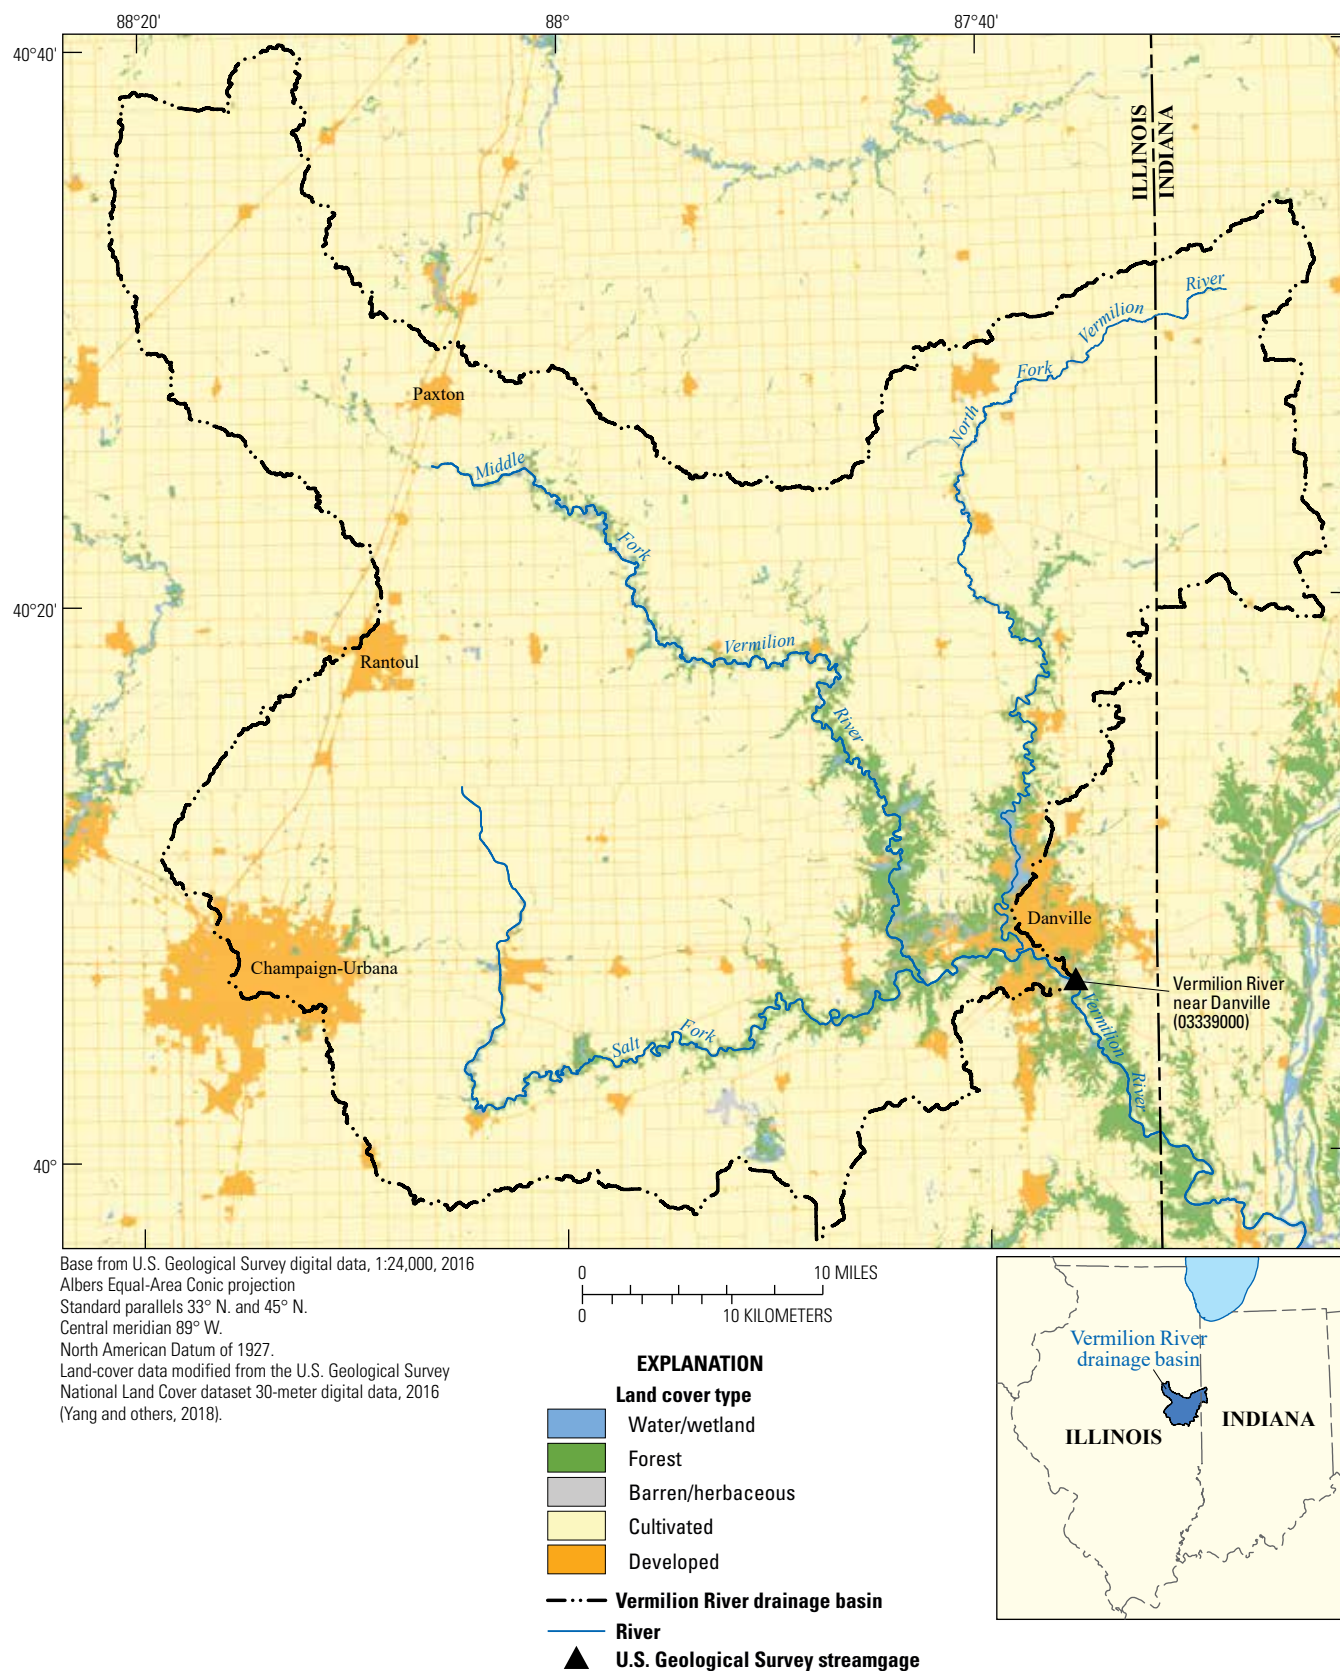 88°20'
88°
87°40'
40°40'
ILLINOIS
INDIANA
River
Vermilion
Fork
North
Paxton
Middle
Fork
40°20'
Vermilion
Rantoul
River
Danville
Champaign-Urbana
Vermilion River
near Danville
(03339000)
Salt
Fork
Vermilion
River
40°
Base from U.S. Geological Survey digital data, 1:24,000, 2016
Albers Equal-Area Conic projection
Standard parallels 33° N. and 45° N.
Central meridian 89° W.
North American Datum of 1927.
Land-cover data modified from the U.S. Geological Survey
National Land Cover dataset 30-meter digital data, 2016
(Yang and others, 2018).
0 10 MILES
0 10 KILOMETERS
EXPLANATION
Land cover type
Water/wetland
Forest
Barren/herbaceous
Cultivated
Developed
Vermilion River drainage basin
River
U.S. Geological Survey streamgage
Vermilion River
drainage basin
ILLINOIS
INDIANA